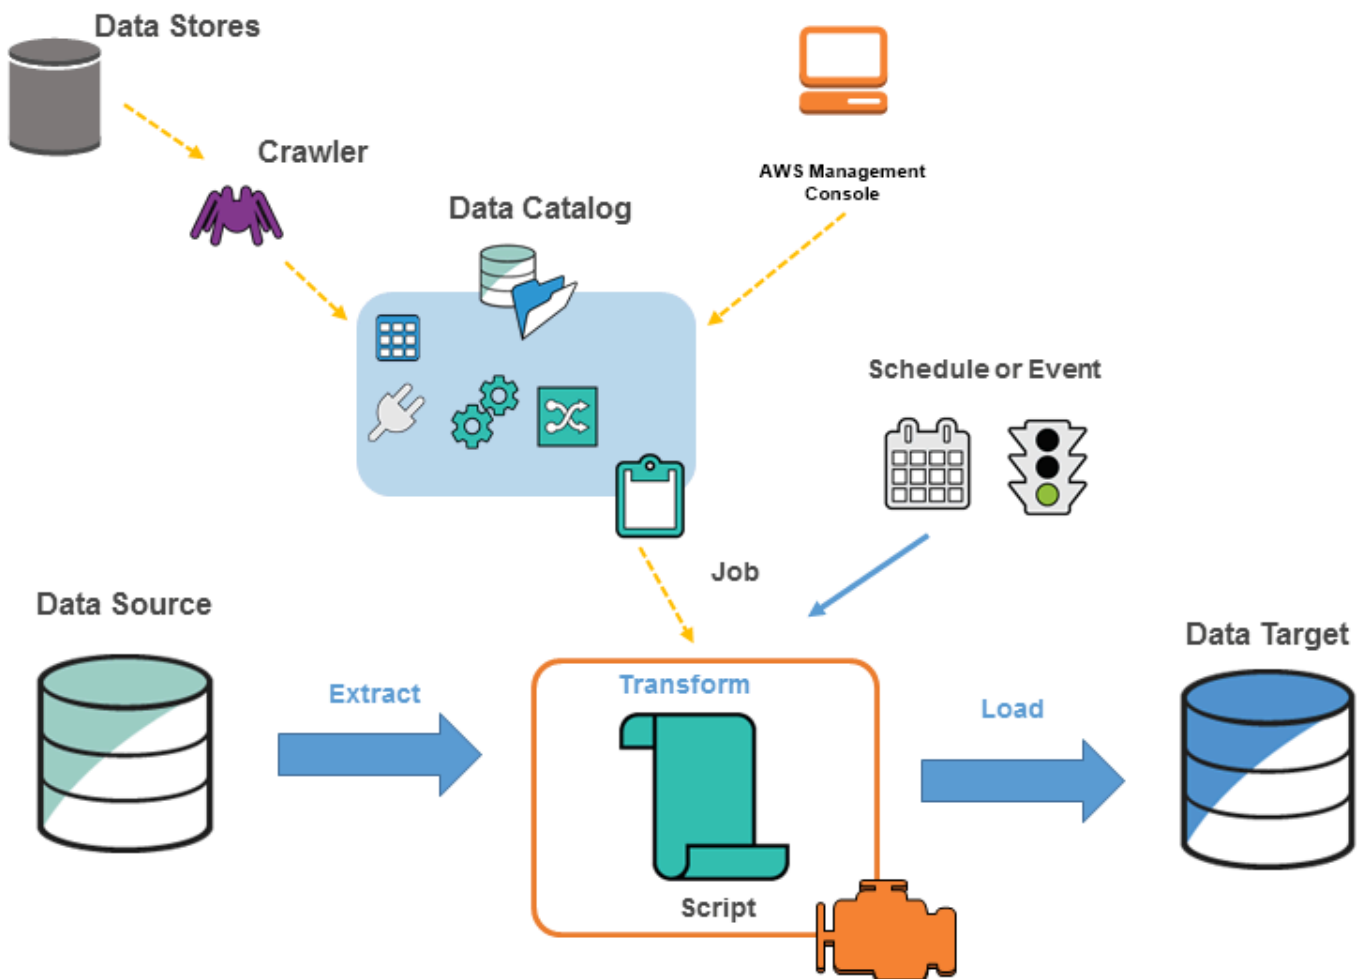 Data Stores
Crawler
AWS Management
Console
Data Catalog
Schedule or Event
Job
Data Source
Data Target
Extract
Transform
Load
Script